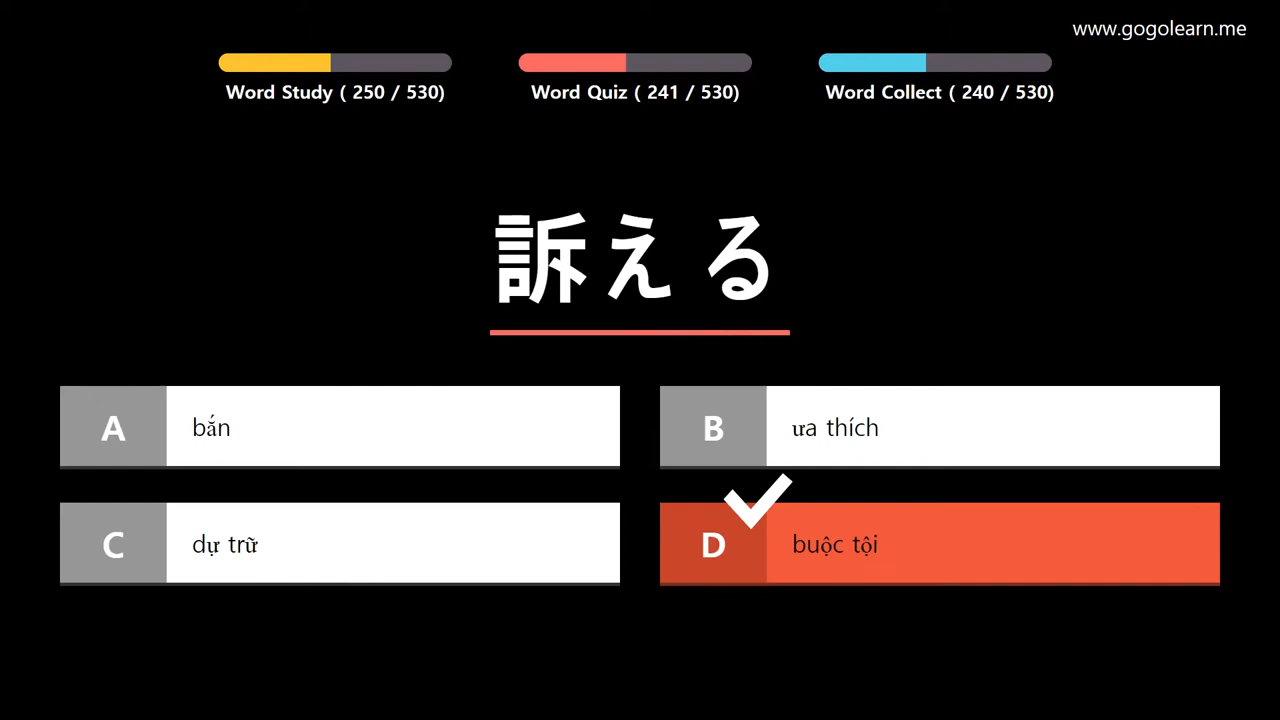 www.gogolearn.me
Word Study ( 250 / 530)
Word Quiz ( 241 / 530)
Word Collect ( 240 / 530)
訴える
A bắn
B ưa thích
C dự trữ
D buộc tội